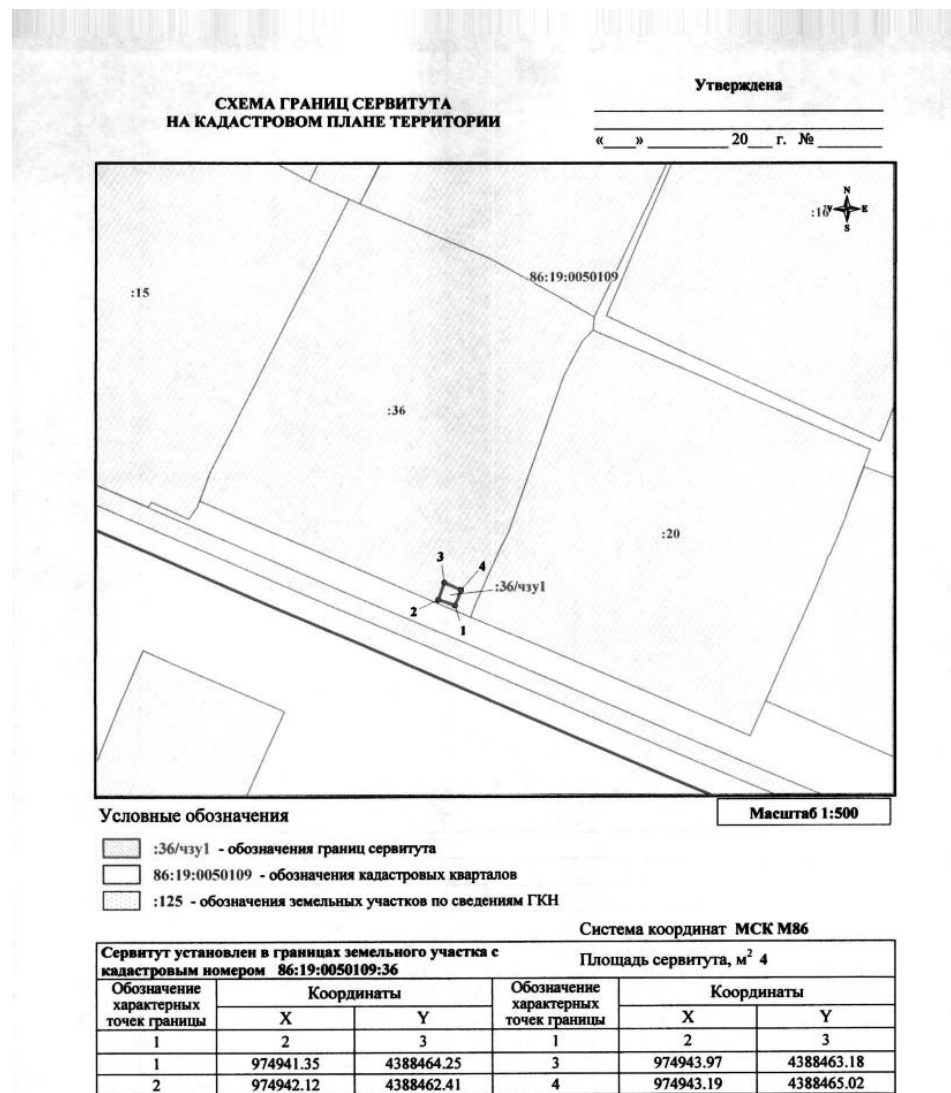 Утверждена
СХЕМА ГРАНИЦ СЕРВИТУТА
НА КАДАСТРОВОМ ПЛАНЕ ТЕРРИТОРИИ
«___» ________ 20___ г. № ________
N
:16
E
S
86:19:0050109
:15
:36
:20
3
4
:36/чзу1
2
1
Условные обозначения
Масштаб 1:500
:36/чзу1 - обозначения границ сервитута
86:19:0050109 - обозначения кадастровых кварталов
:125 - обозначения земельных участков по сведениям ГКН
Система координат МСК М86
Сервитут установлен в границах земельного участка с
кадастровым номером 86:19:0050109:36
Площадь сервитута, м² 4
Обозначение
характерных
точек границы
Координаты
Обозначение
характерных
точек границы
Координаты
X Y X Y
1 2 3 1 2 3
1 974941.35 4388464.25 3 974943.97 4388463.18
2 974942.12 4388462.41 4 974943.19 4388465.02